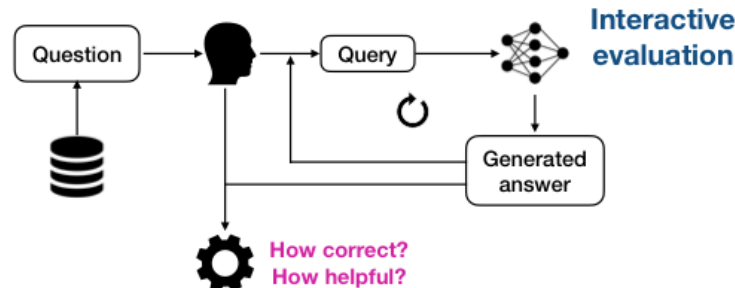 Interactive
evaluation
Question
Query
Generated
answer
How correct?
How helpful?